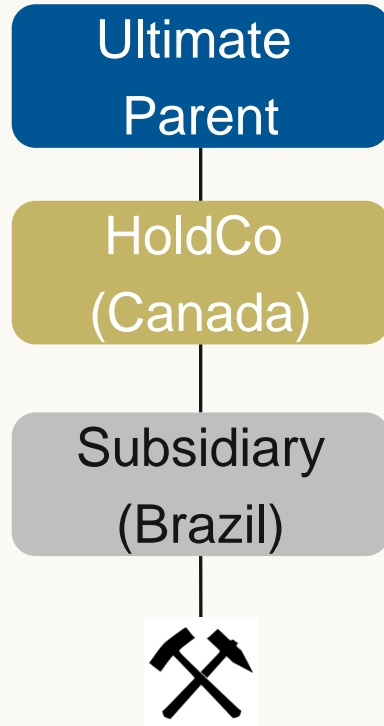 Ultimate
Parent
HoldCo
(Canada)
Subsidiary
(Brazil)